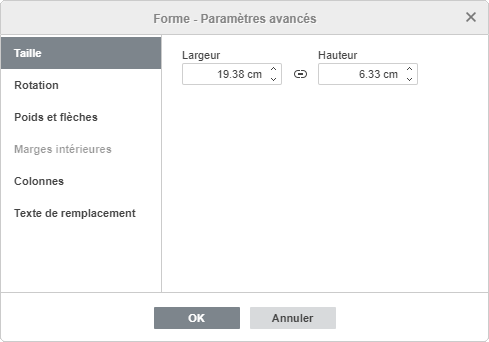 Forme - Paramètres avancés
Taille
Rotation
Poids et flèches
Marges intérieures
Colonnes
Texte de remplacement
Largeur
Hauteur
19.38 cm
6.33 cm
OK
Annuler